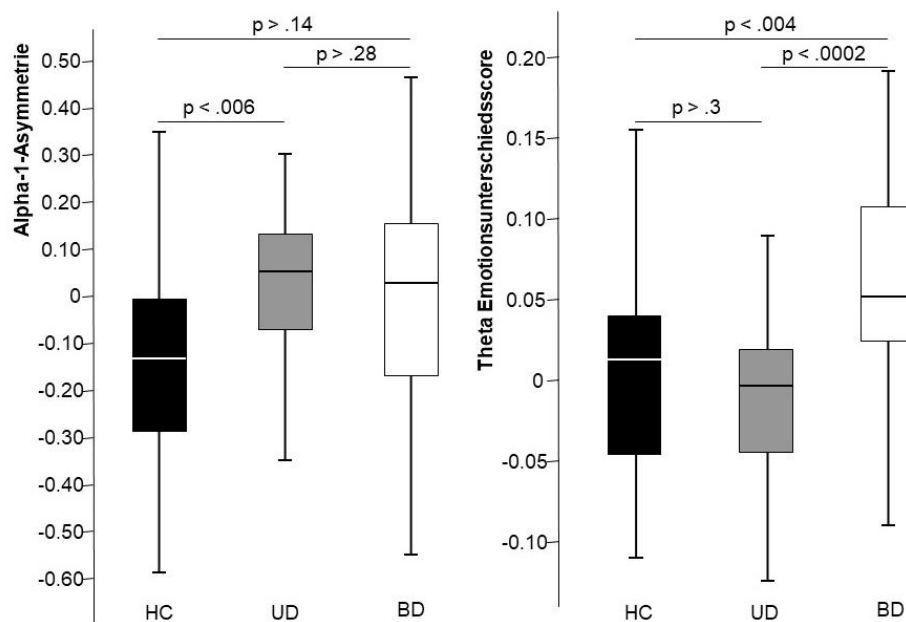 p > .14
p > .28
p < .006
Alpha-1-Asymmetrie
0.50
0.40
0.30
0.20
0.10
0
-0.10
-0.20
-0.30
-0.40
-0.50
-0.60
HC UD BD
p < .004
p < .0002
p > .3
Theta Emotionsunterschiedsscore
0.20
0.15
0.10
0.05
0
-0.05
-0.10
HC UD BD